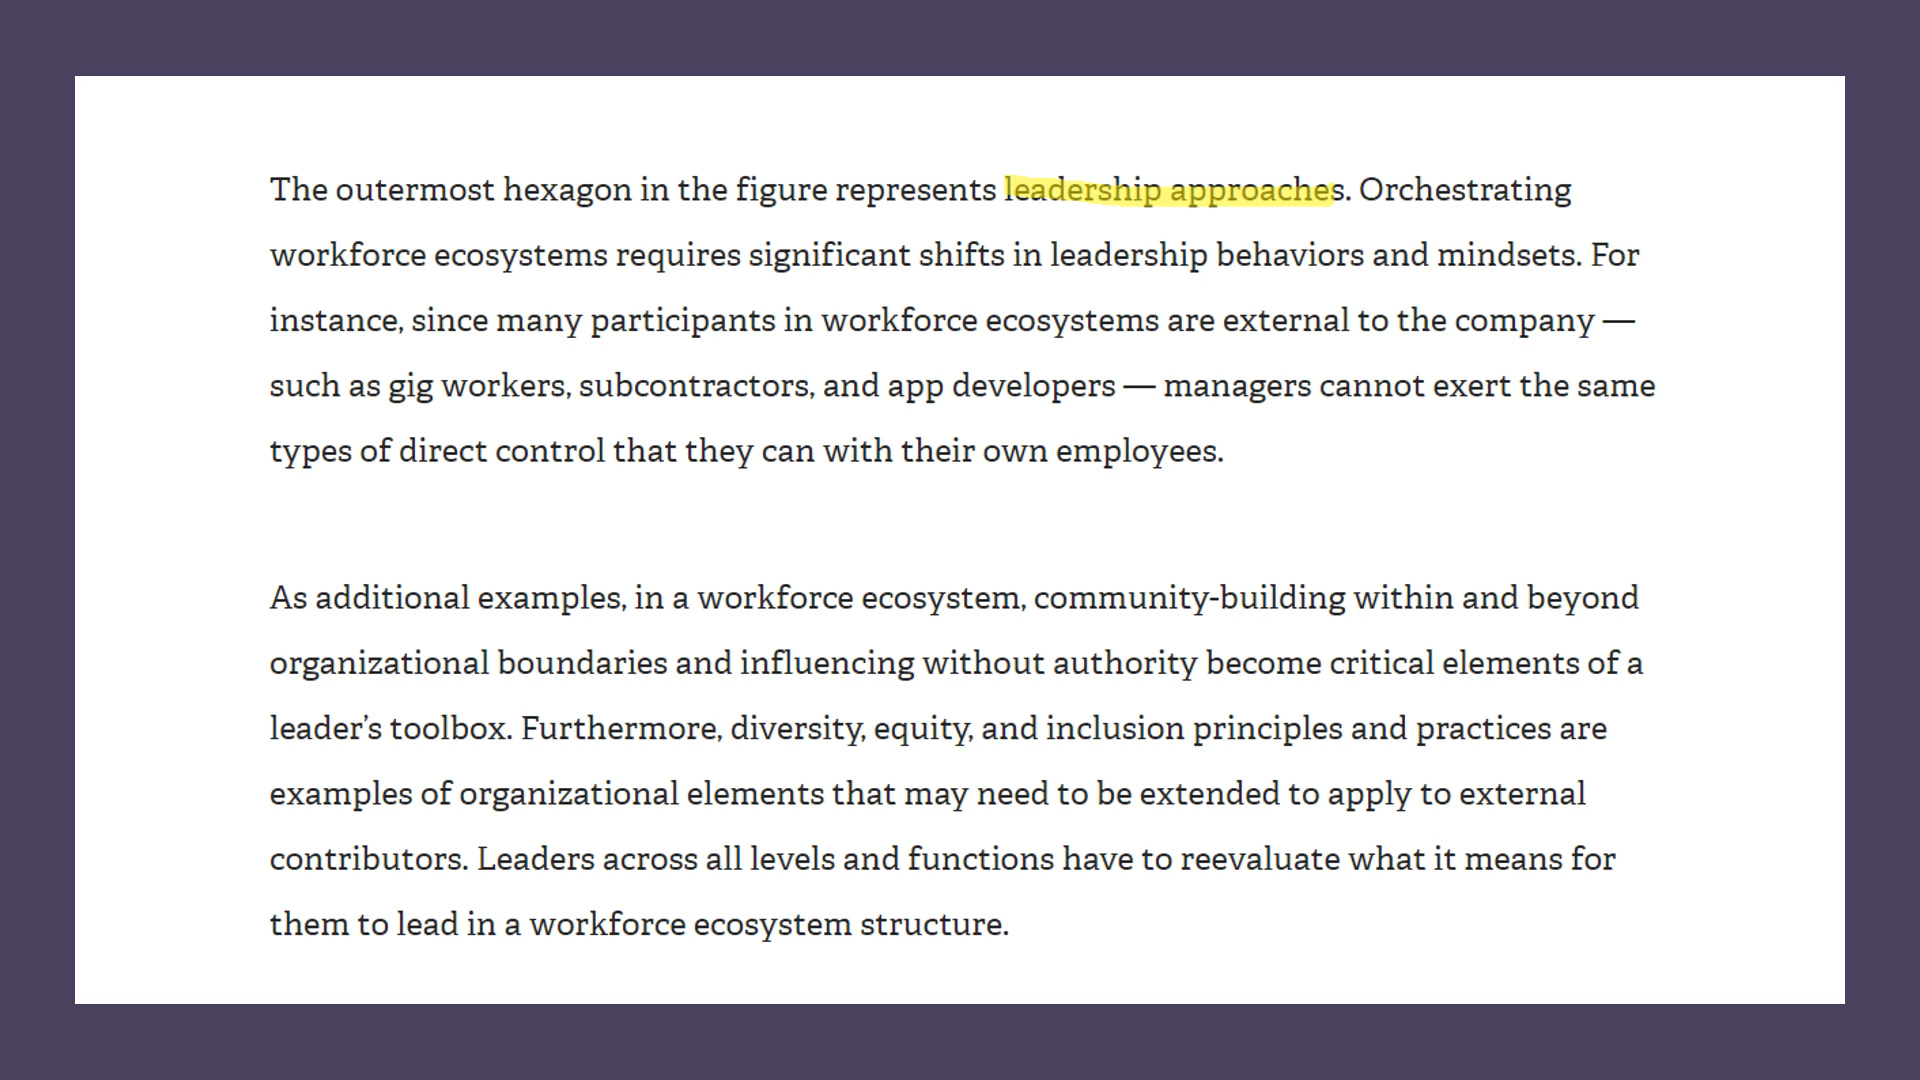 The outermost hexagon in the figure represents leadership approaches. Orchestrating
workforce ecosystems requires significant shifts in leadership behaviors and mindsets. For
instance, since many participants in workforce ecosystems are external to the company —
such as gig workers, subcontractors, and app developers — managers cannot exert the same
types of direct control that they can with their own employees.
As additional examples, in a workforce ecosystem, community-building within and beyond
organizational boundaries and influencing without authority become critical elements of a
leader’s toolbox. Furthermore, diversity, equity, and inclusion principles and practices are
examples of organizational elements that may need to be extended to apply to external
contributors. Leaders across all levels and functions have to reevaluate what it means for
them to lead in a workforce ecosystem structure.